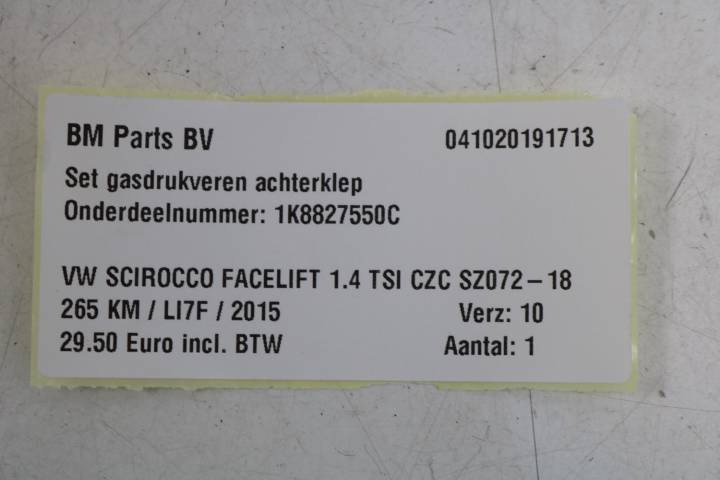 BM Parts BV 041020191713
Set gasdrukveren achterklep
Onderdeelnummer: 1K8827550C
VW SCIROCCO FACELIFT 1.4 TSI CZC SZ072-18
265 KM / LI7F / 2015 Verz: 10
29.50 Euro incl. BTW Aantal: 1